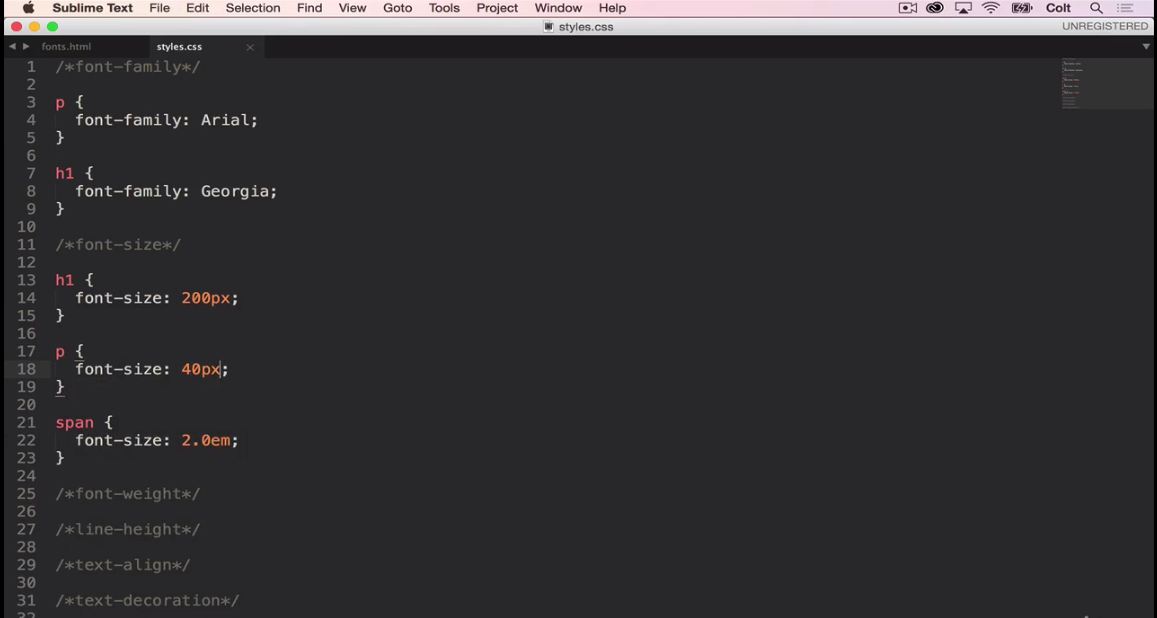 Sublime Text File Edit Selection Find View Goto Tools Project Window Help Colt
styles.css UNREGISTERED
fonts.html styles.css
1 /*font-family*/
2
3 p {
4 font-family: Arial;
5 }
6
7 h1 {
8 font-family: Georgia;
9 }
10
11 /*font-size*/
12
13 h1 {
14 font-size: 200px;
15 }
16
17 p {
18 font-size: 40px;
19 }
20
21 span {
22 font-size: 2.0em;
23 }
24
25 /*font-weight*/
26
27 /*line-height*/
28
29 /*text-align*/
30
31 /*text-decoration*/